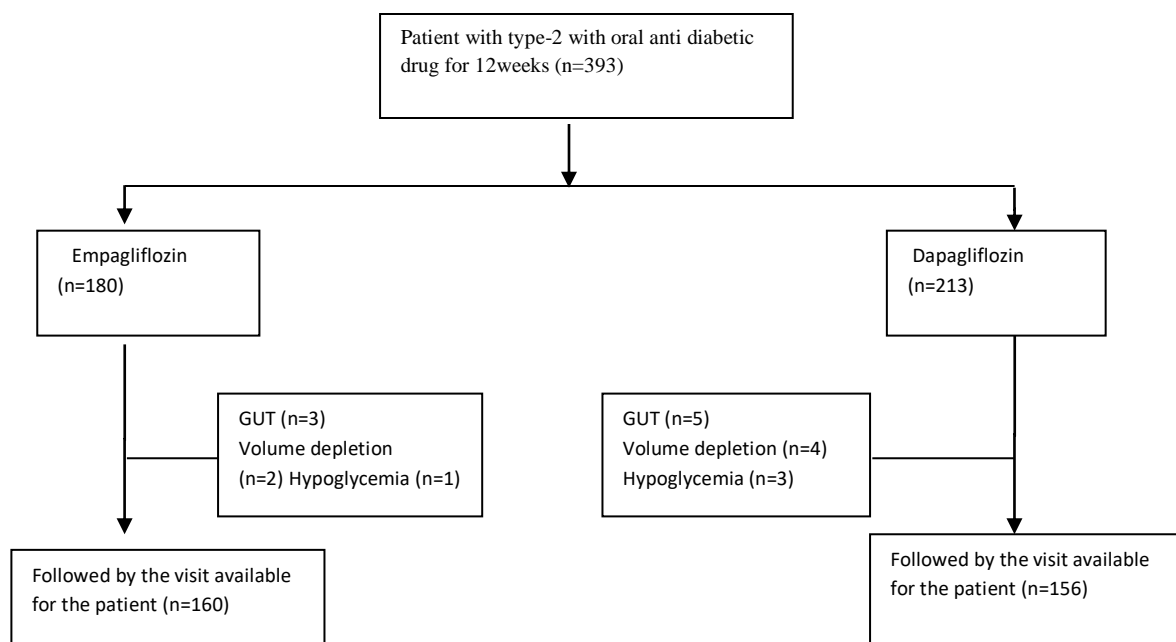 Patient with type-2 with oral anti diabetic
drug for 12weeks (n=393)
Empagliflozin
(n=180)
Dapagliflozin
(n=213)
GUT (n=3)
Volume depletion
(n=2) Hypoglycemia (n=1)
GUT (n=5)
Volume depletion (n=4)
Hypoglycemia (n=3)
Followed by the visit available
for the patient (n=160)
Followed by the visit available
for the patient (n=156)